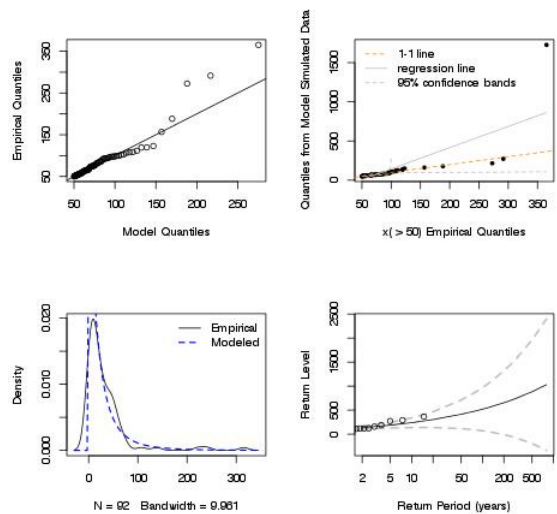 Empirical Quantiles
50
150
250
350
50
100
150
200
250
Model Quantiles
Quantiles from Model Simulated Data
0
500
1000
1500
1-1 line
regression line
95% confidence bands
50
100
150
200
250
300
350
x( > 50) Empirical Quantiles
Density
0.000
0.010
0.020
Empirical
Modeled
0
100
200
300
N = 92 Bandwidth = 9.961
Return Level
0
500
1500
2500
2
5
10
50
200
500
Return Period (years)